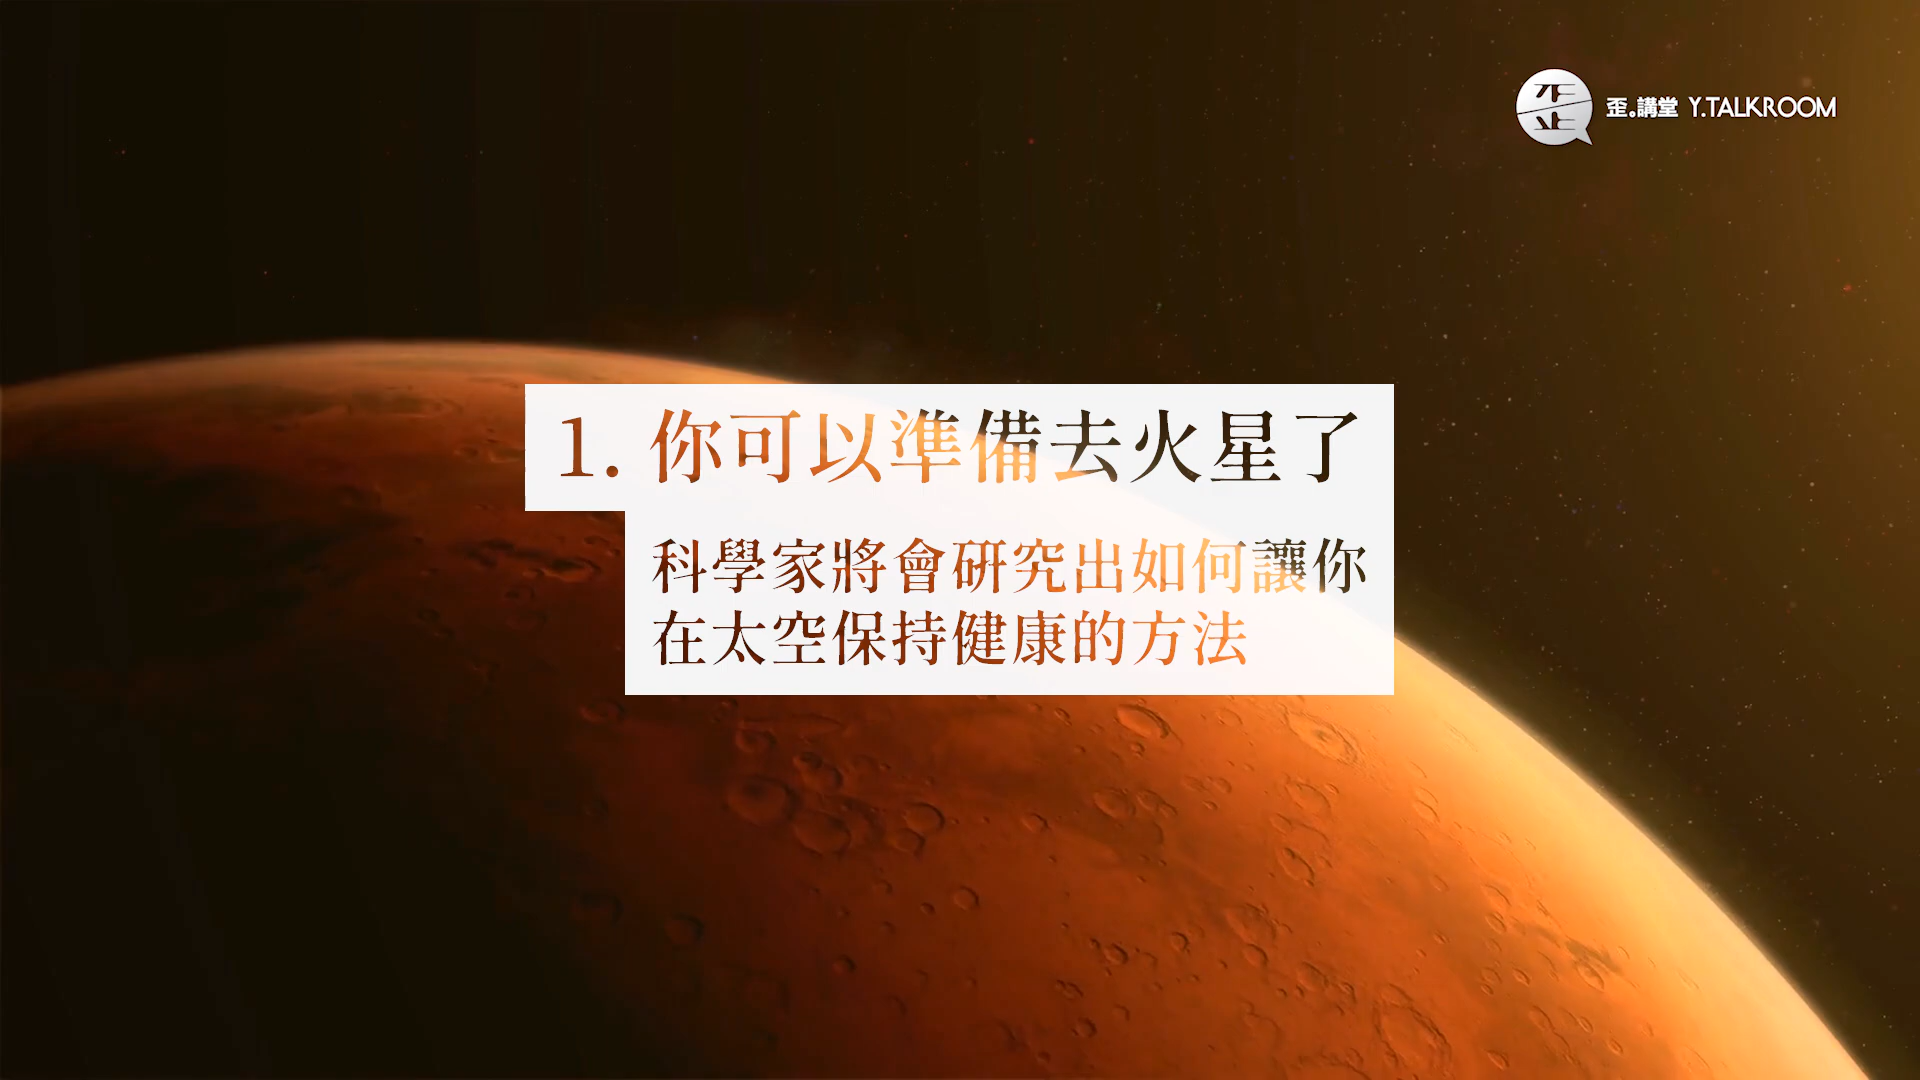 歪
歪。講堂 Y.TALKROOM
1. 你可以準備去火星了
科學家將會研究出如何讓你
在太空保持健康的方法